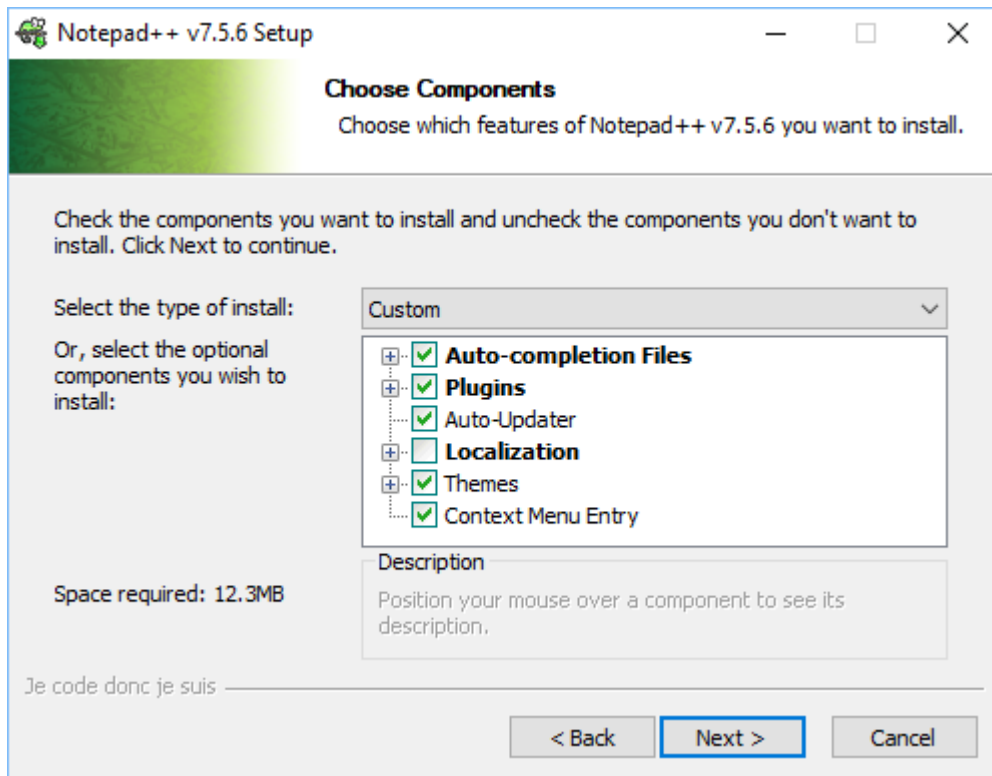 Notepad++ v7.5.6 Setup
Choose Components
Choose which features of Notepad++ v7.5.6 you want to install.
Check the components you want to install and uncheck the components you don't want to
install. Click Next to continue.
Select the type of install:
Custom
Or, select the optional
components you wish to
install:
Auto-completion Files
Plugins
Auto-Updater
Localization
Themes
Context Menu Entry
Space required: 12.3MB
Description
Position your mouse over a component to see its
description.
Je code donc je suis
< Back
Next >
Cancel